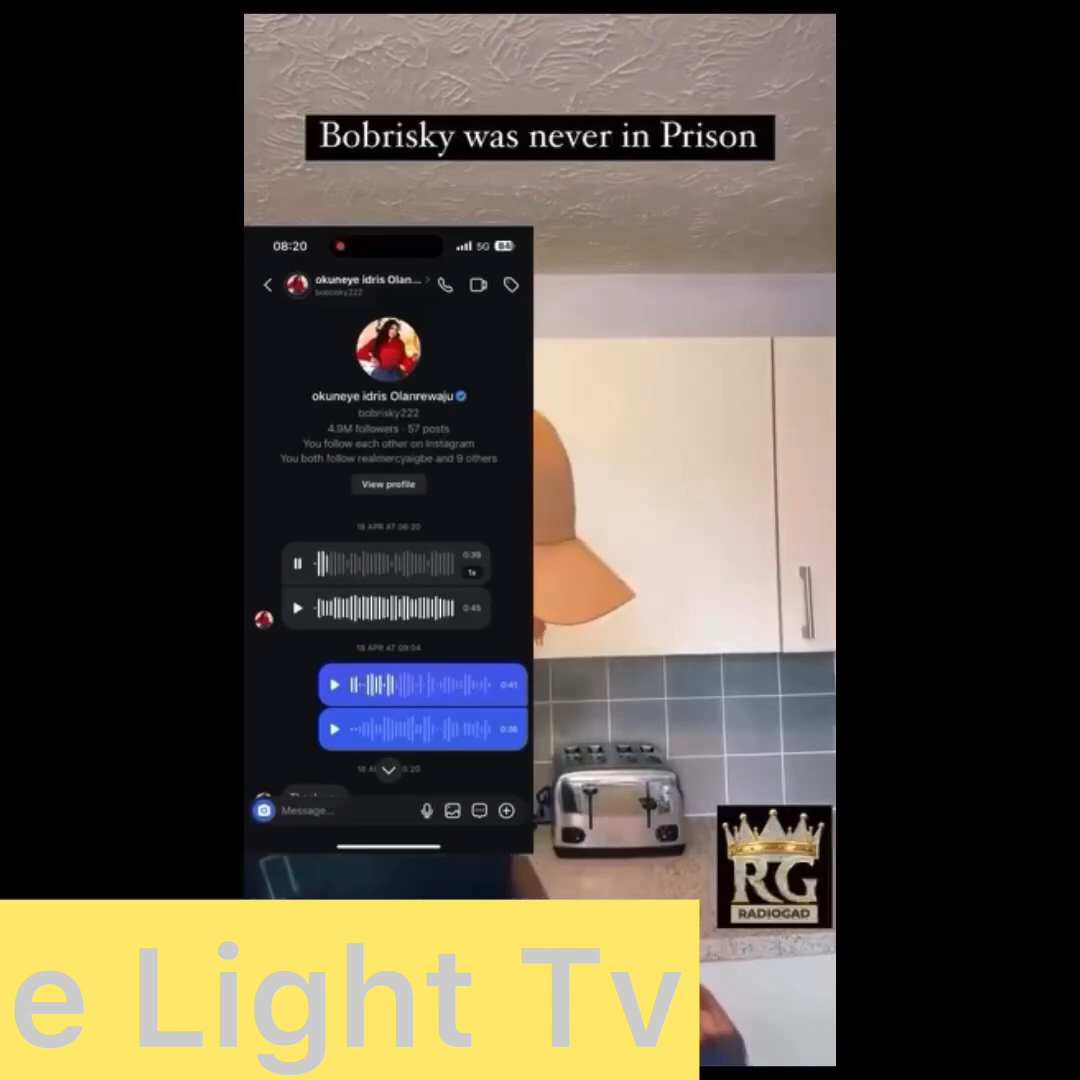 Bobrisky was never in Prison
08:20
5G 84
okuneye idris Olan...
bobrisky222
okuneye idris Olanrewaju
bobrisky222
4.9M followers · 57 posts
You follow each other on Instagram
You both follow realmercyaigbe and 9 others
View profile
18 APR AT 06:20
0:39
1x
0:45
18 APR AT 09:04
0:41
0:36
Message...
RG
RADIOGAD
e Light Tv